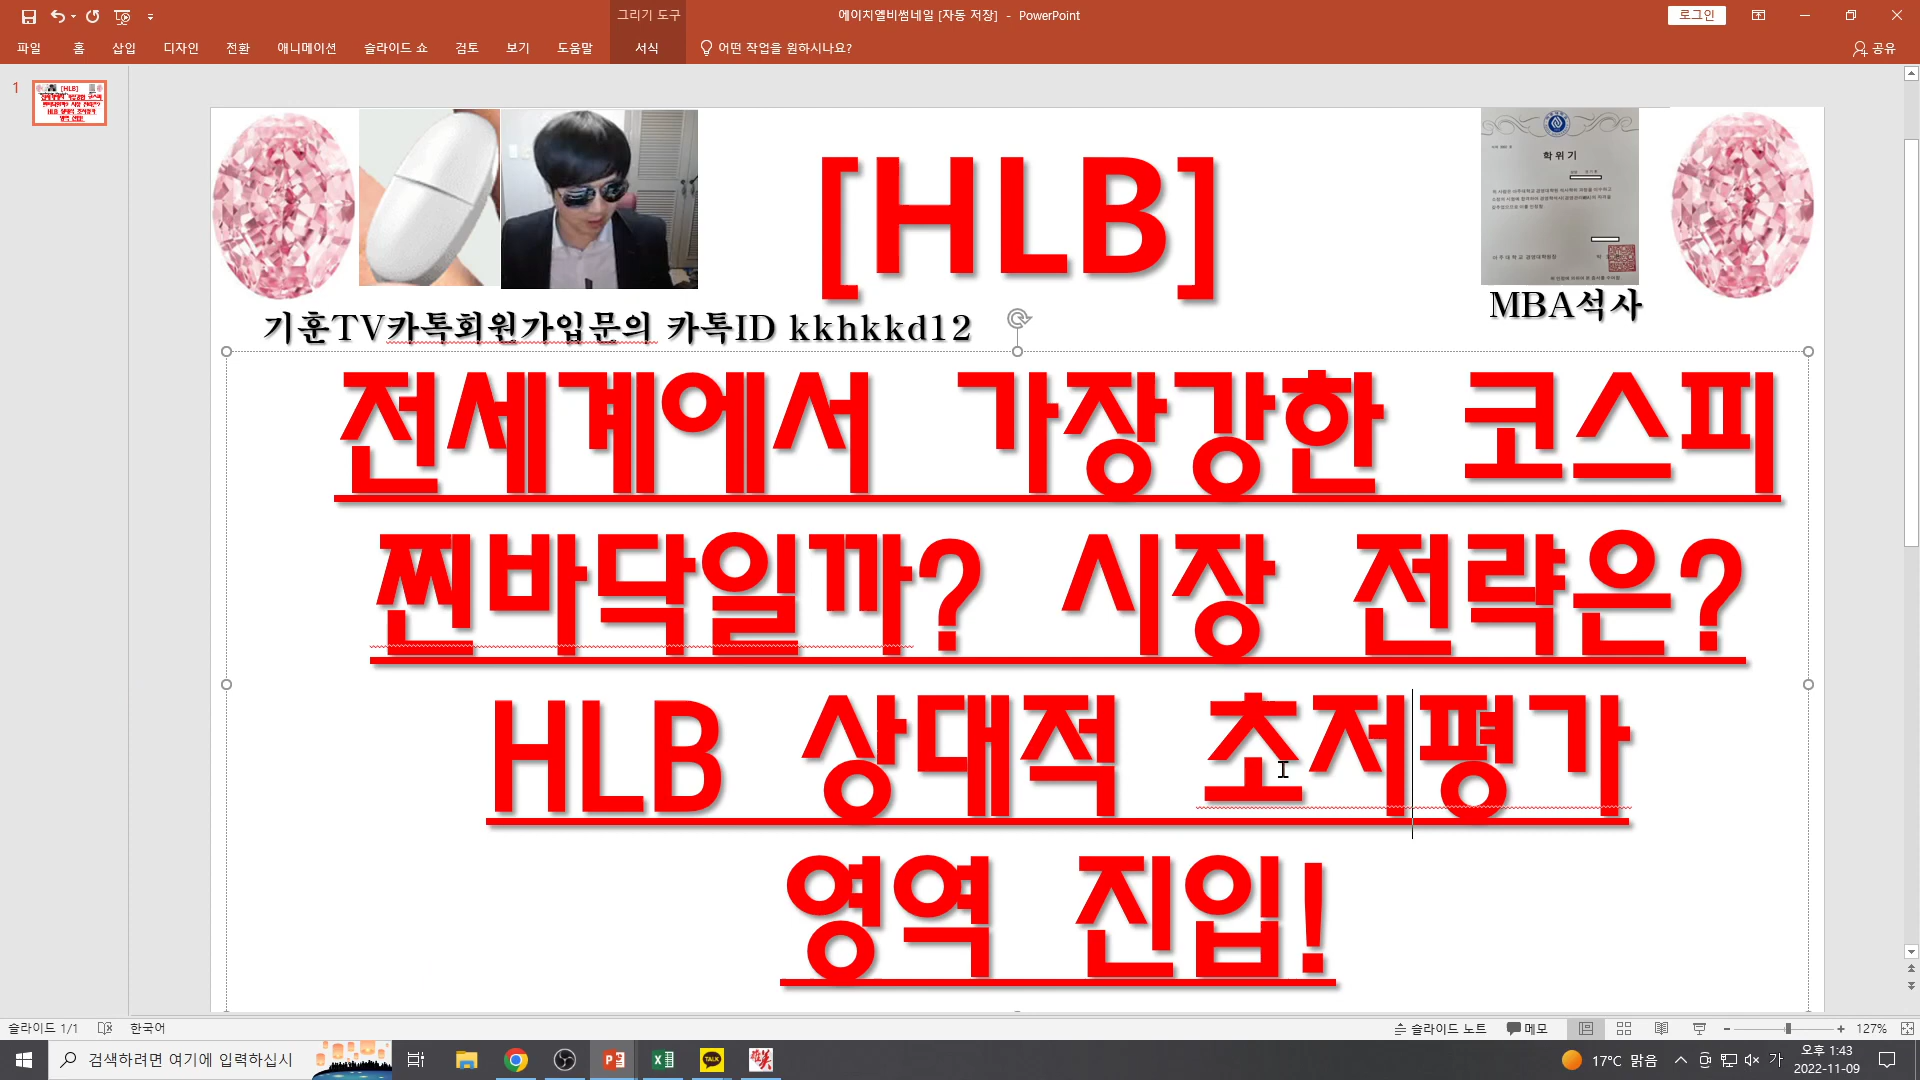 그리기 도구
에이치엘비썸네일 [자동 저장] - PowerPoint
로그인
파일 홈 삽입 디자인 전환 애니메이션 슬라이드 쇼 검토 보기 도움말 서식 어떤 작업을 원하시나요? 공유
1
[HLB]
학 위 기
MBA석사
기훈TV카톡회원가입문의 카톡ID kkhkkd12
전세계에서 가장강한 코스피
찐바닥일까? 시장 전략은?
HLB 상대적 초저평가
영역 진입!
슬라이드 1/1 한국어 슬라이드 노트 메모 127%
검색하려면 여기에 입력하십시
TALK
17°C 맑음
가
오후 1:43
2022-11-09